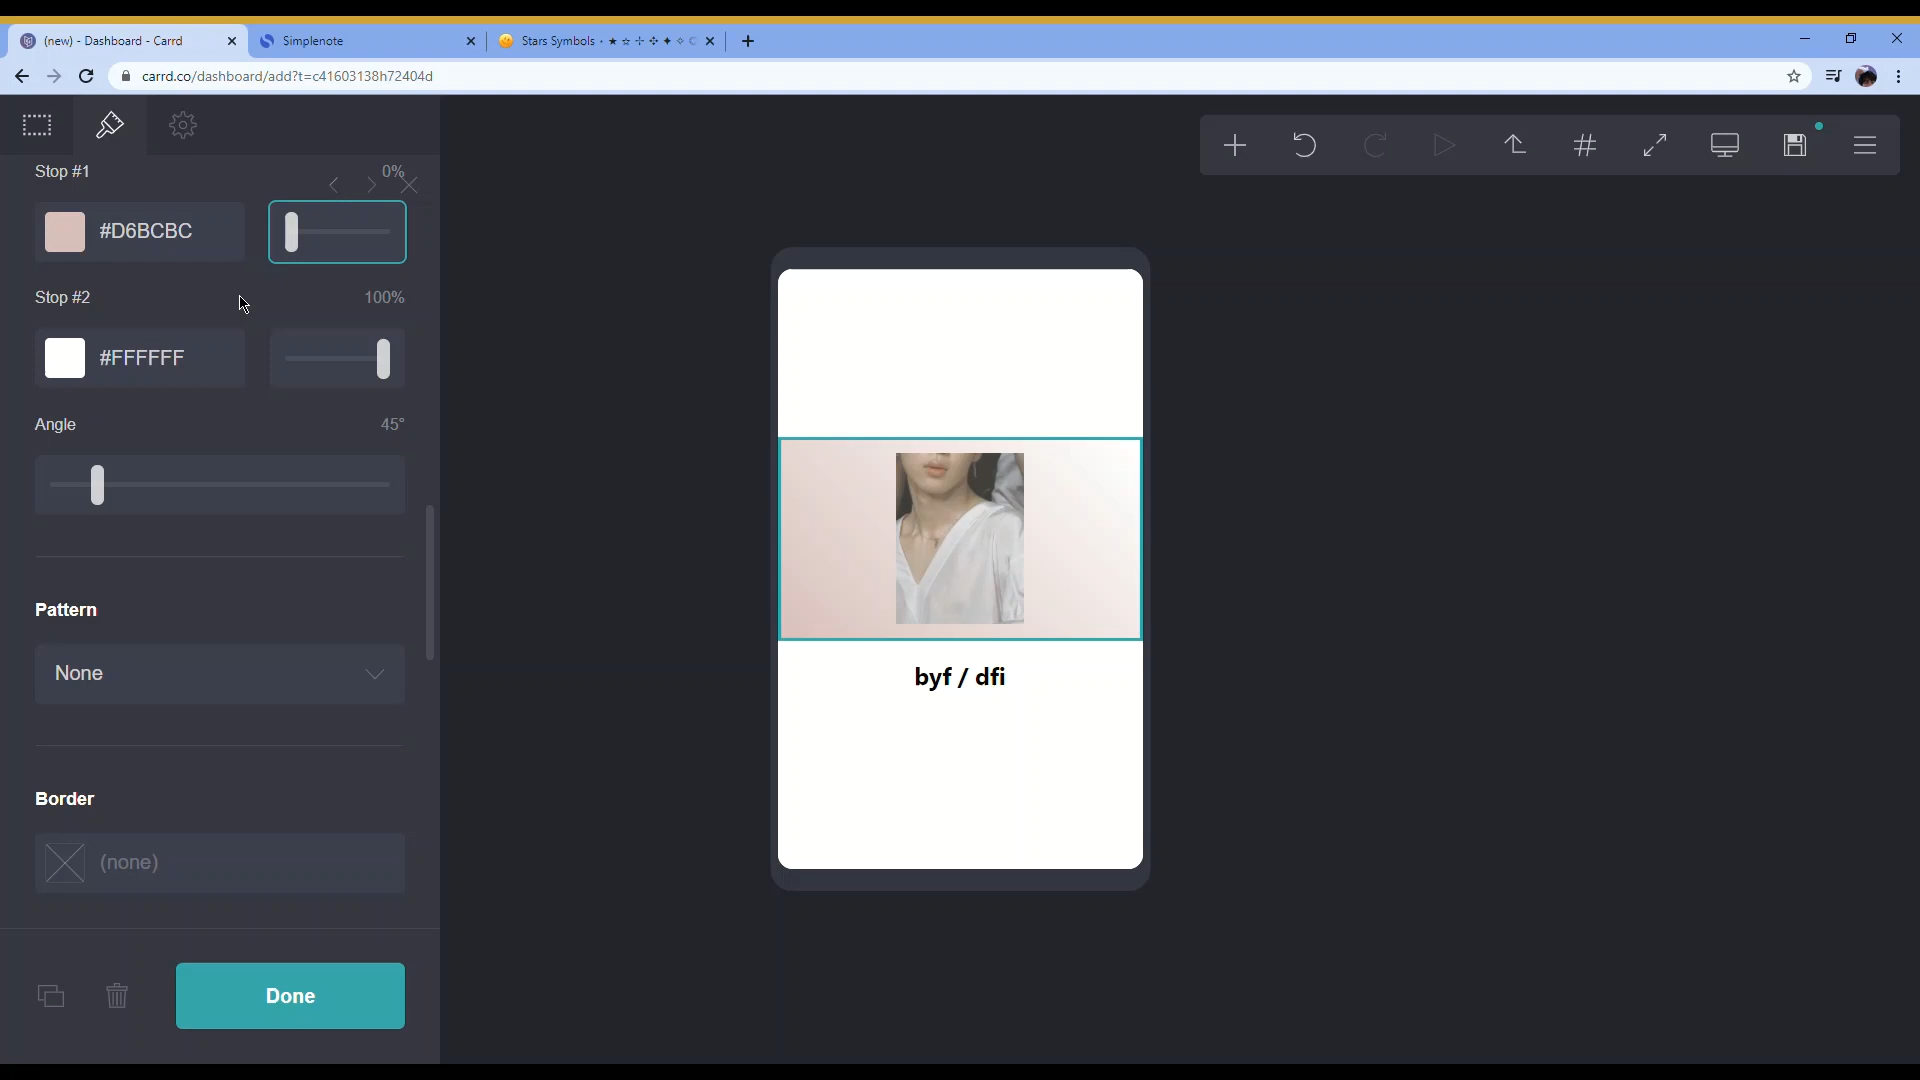 (new) - Dashboard - Carrd
Simplenote
Stars Symbols · ★ ☆ ⊹ ✣ ✦ ✧ ☾
carrd.co/dashboard/add?t=c41603138h72404d
Stop #1
0%
#D6BCBC
Stop #2
100%
#FFFFFF
Angle
45°
Pattern
None
Border
(none)
Done
byf / dfi